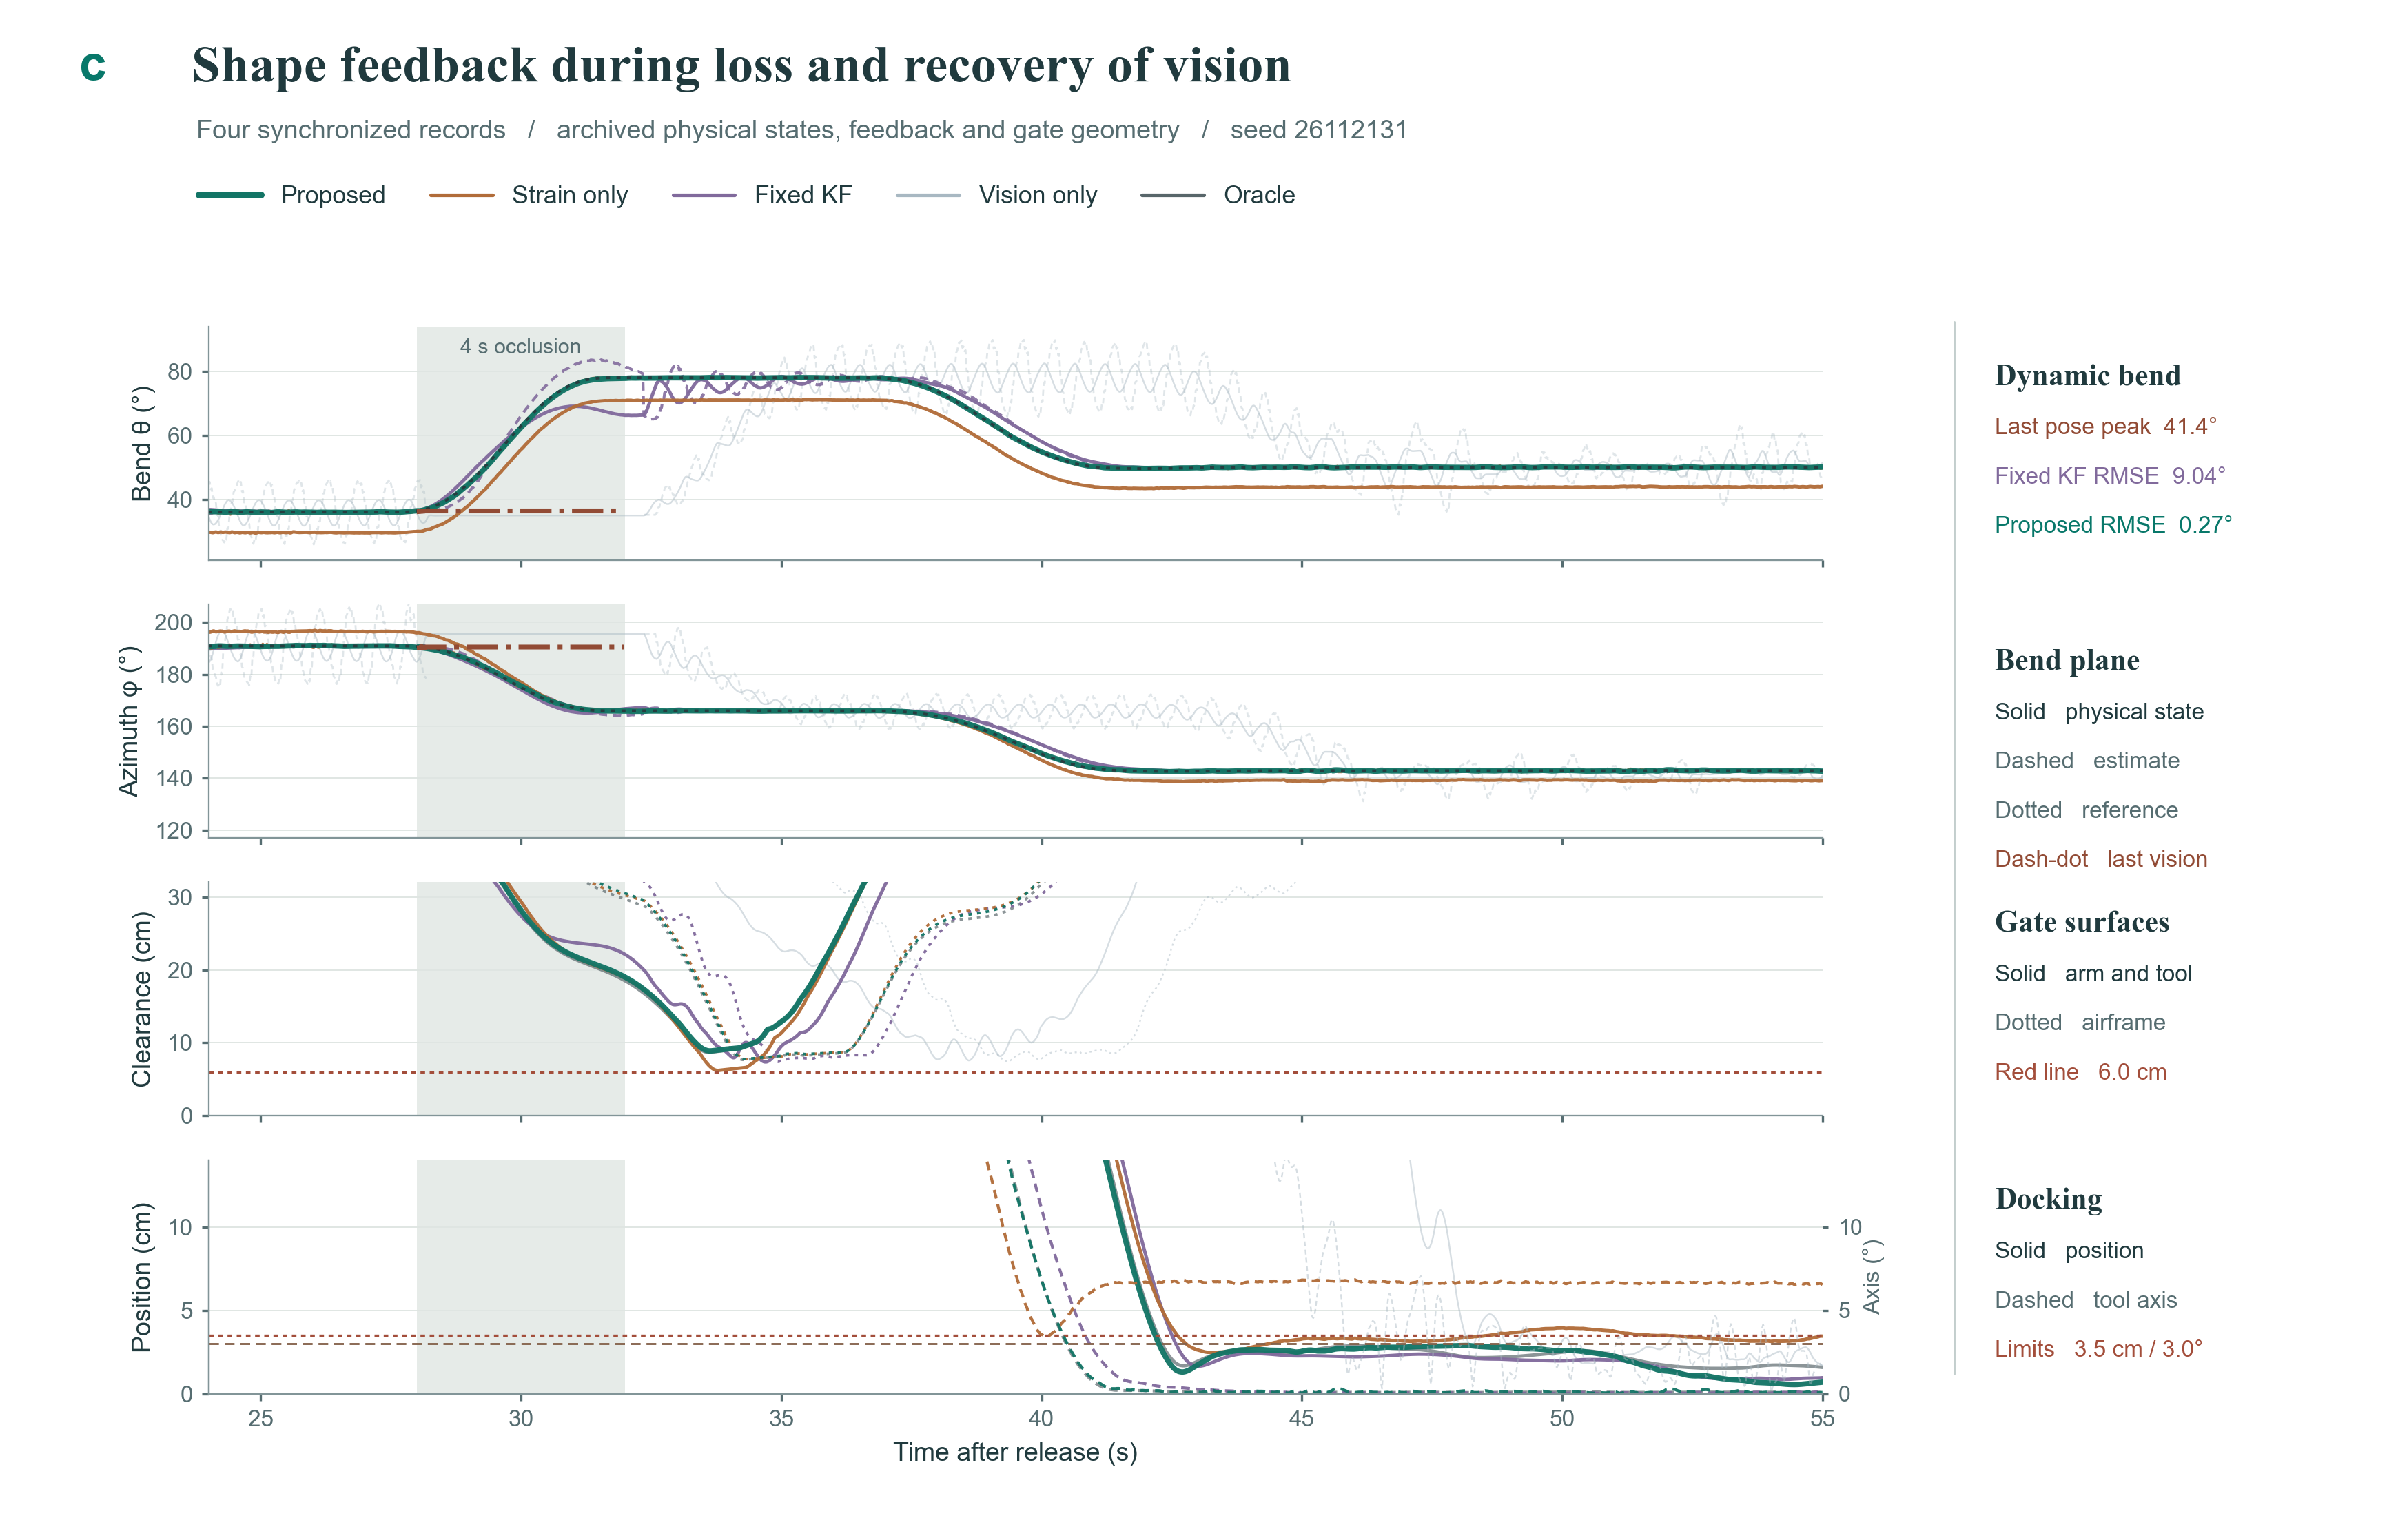 c Shape feedback during loss and recovery of vision
Four synchronized records / archived physical states, feedback and gate geometry / seed 26112131
Proposed Strain only Fixed KF Vision only Oracle
4 s occlusion
Bend θ (°)
80
60
40
Dynamic bend
Last pose peak 41.4°
Fixed KF RMSE 9.04°
Proposed RMSE 0.27°
Azimuth φ (°)
200
180
160
140
120
Bend plane
Solid physical state
Dashed estimate
Dotted reference
Dash-dot last vision
Clearance (cm)
30
20
10
0
Gate surfaces
Solid arm and tool
Dotted airframe
Red line 6.0 cm
Position (cm)
10
5
0
10
5
0
Axis (°)
Docking
Solid position
Dashed tool axis
Limits 3.5 cm / 3.0°
25 30 35 40 45 50 55
Time after release (s)